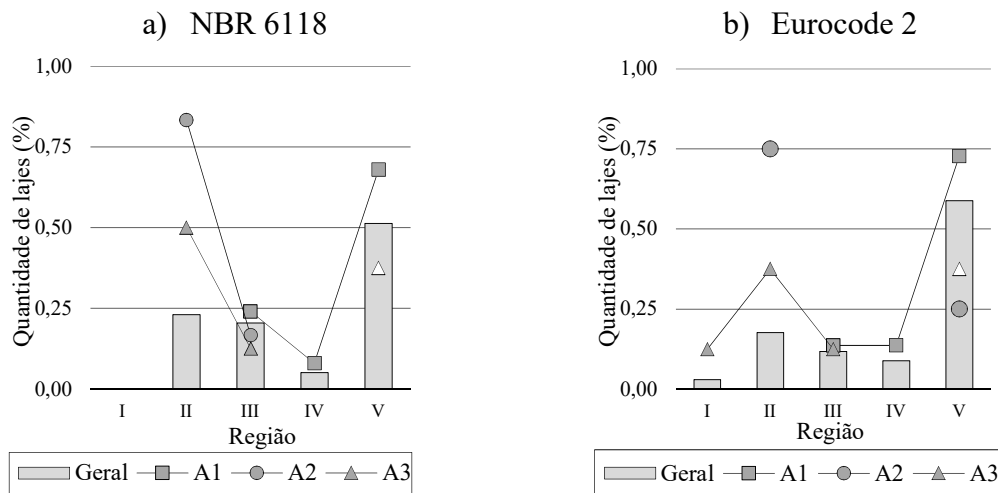 a) NBR 6118
1,00
0,75
0,50
0,25
0,00
Quantidade de lajes (%)
I II III IV V
Região
Geral A1 A2 A3
b) Eurocode 2
1,00
0,75
0,50
0,25
0,00
Quantidade de lajes (%)
I II III IV V
Região
Geral A1 A2 A3